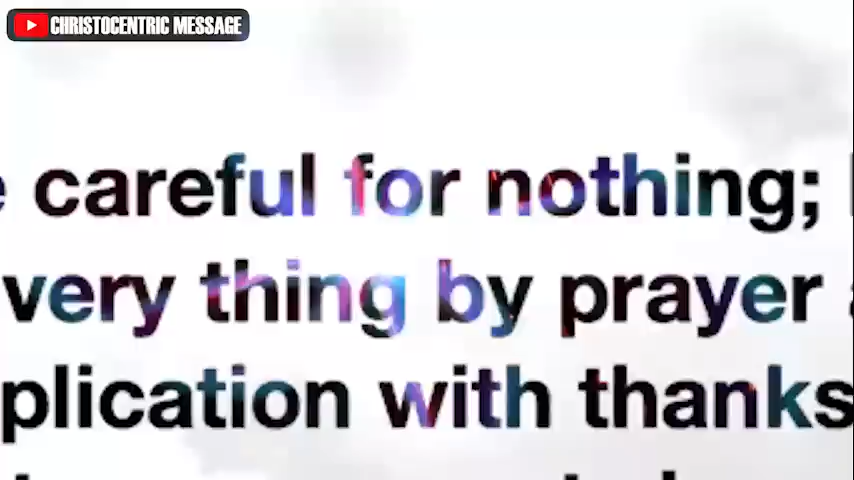 CHRISTOCENTRIC MESSAGE
careful for nothing;
very thing by prayer
plication with thanks